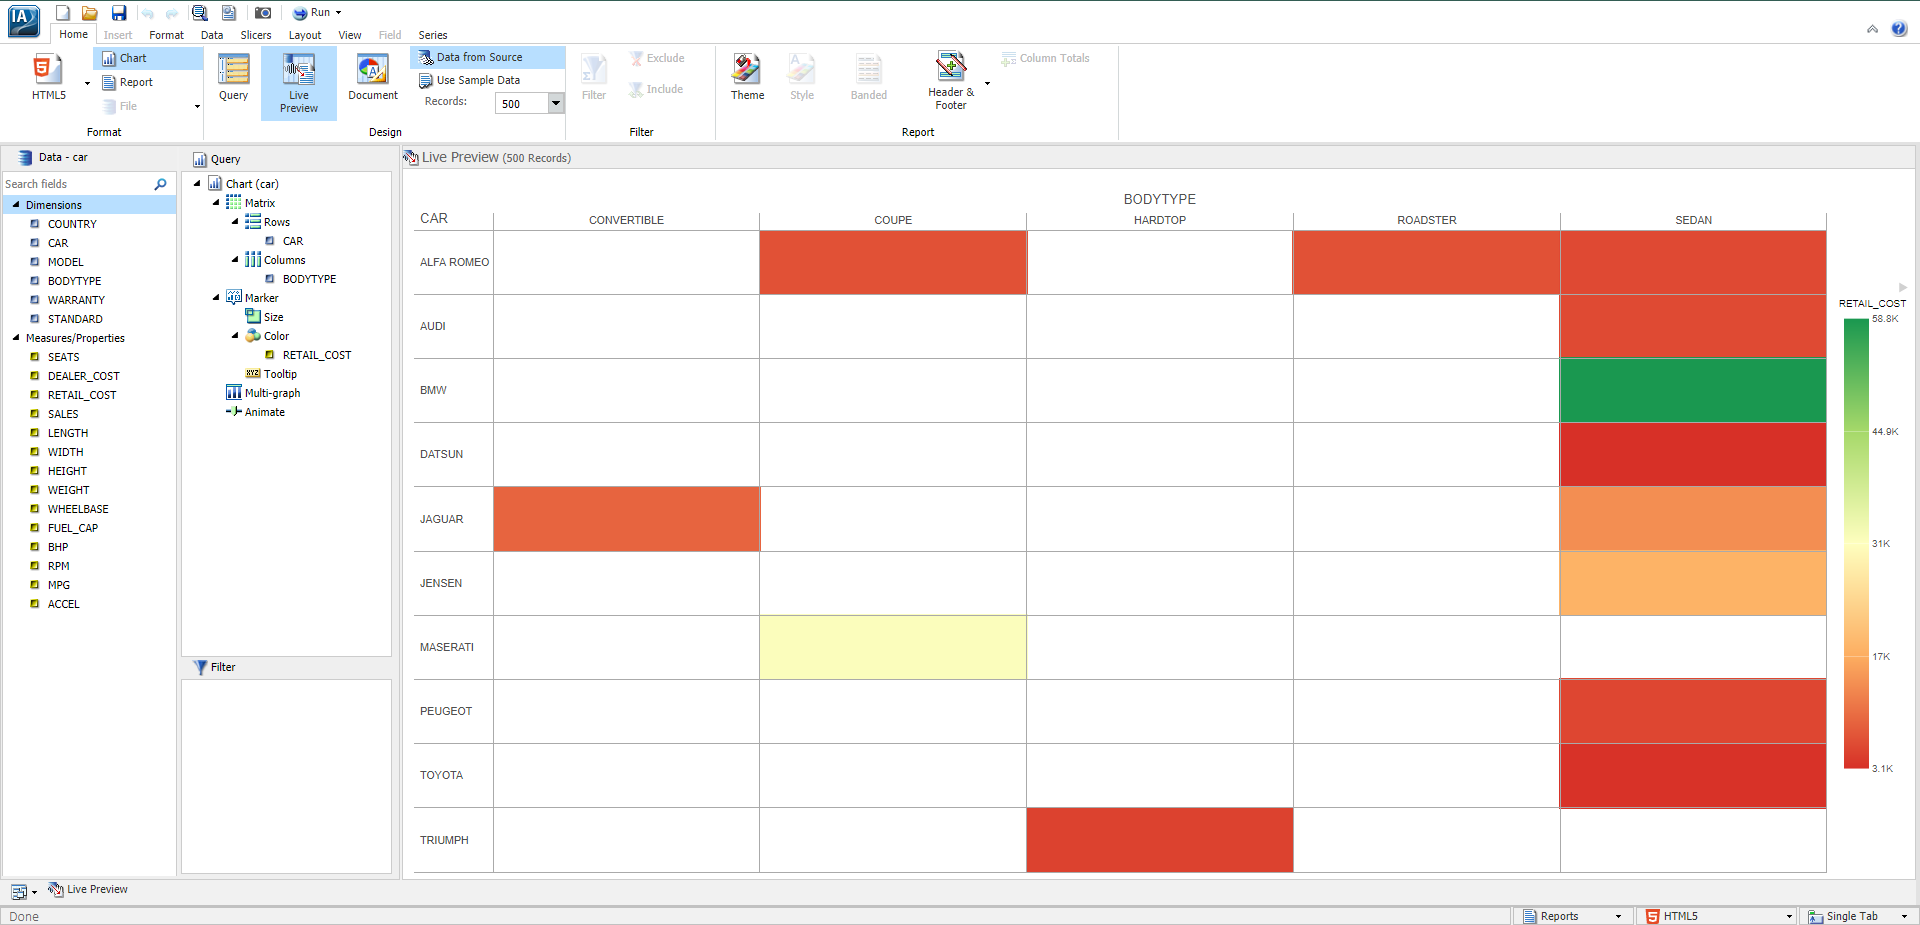 IA
Run
Home Insert Format Data Slicers Layout View Field Series
HTML5
Chart
Report
File
Format
Query
Live
Preview
Document
Data from Source
Use Sample Data
Records: 500
Design
Filter
Exclude
Include
Filter
Theme
Style
Banded
Header &
Footer
Column Totals
Report
Data - car
Search fields
Dimensions
COUNTRY
CAR
MODEL
BODYTYPE
WARRANTY
STANDARD
Measures/Properties
SEATS
DEALER_COST
RETAIL_COST
SALES
LENGTH
WIDTH
HEIGHT
WEIGHT
WHEELBASE
FUEL_CAP
BHP
RPM
MPG
ACCEL
Query
Chart (car)
Matrix
Rows
CAR
Columns
BODYTYPE
Marker
Size
Color
RETAIL_COST
Tooltip
Multi-graph
Animate
Filter
Live Preview (500 Records)
BODYTYPE
CAR CONVERTIBLE COUPE HARDTOP ROADSTER SEDAN
ALFA ROMEO
AUDI
BMW
DATSUN
JAGUAR
JENSEN
MASERATI
PEUGEOT
TOYOTA
TRIUMPH
RETAIL_COST
58.8K
44.9K
31K
17K
3.1K
Live Preview
Done
Reports HTML5 Single Tab